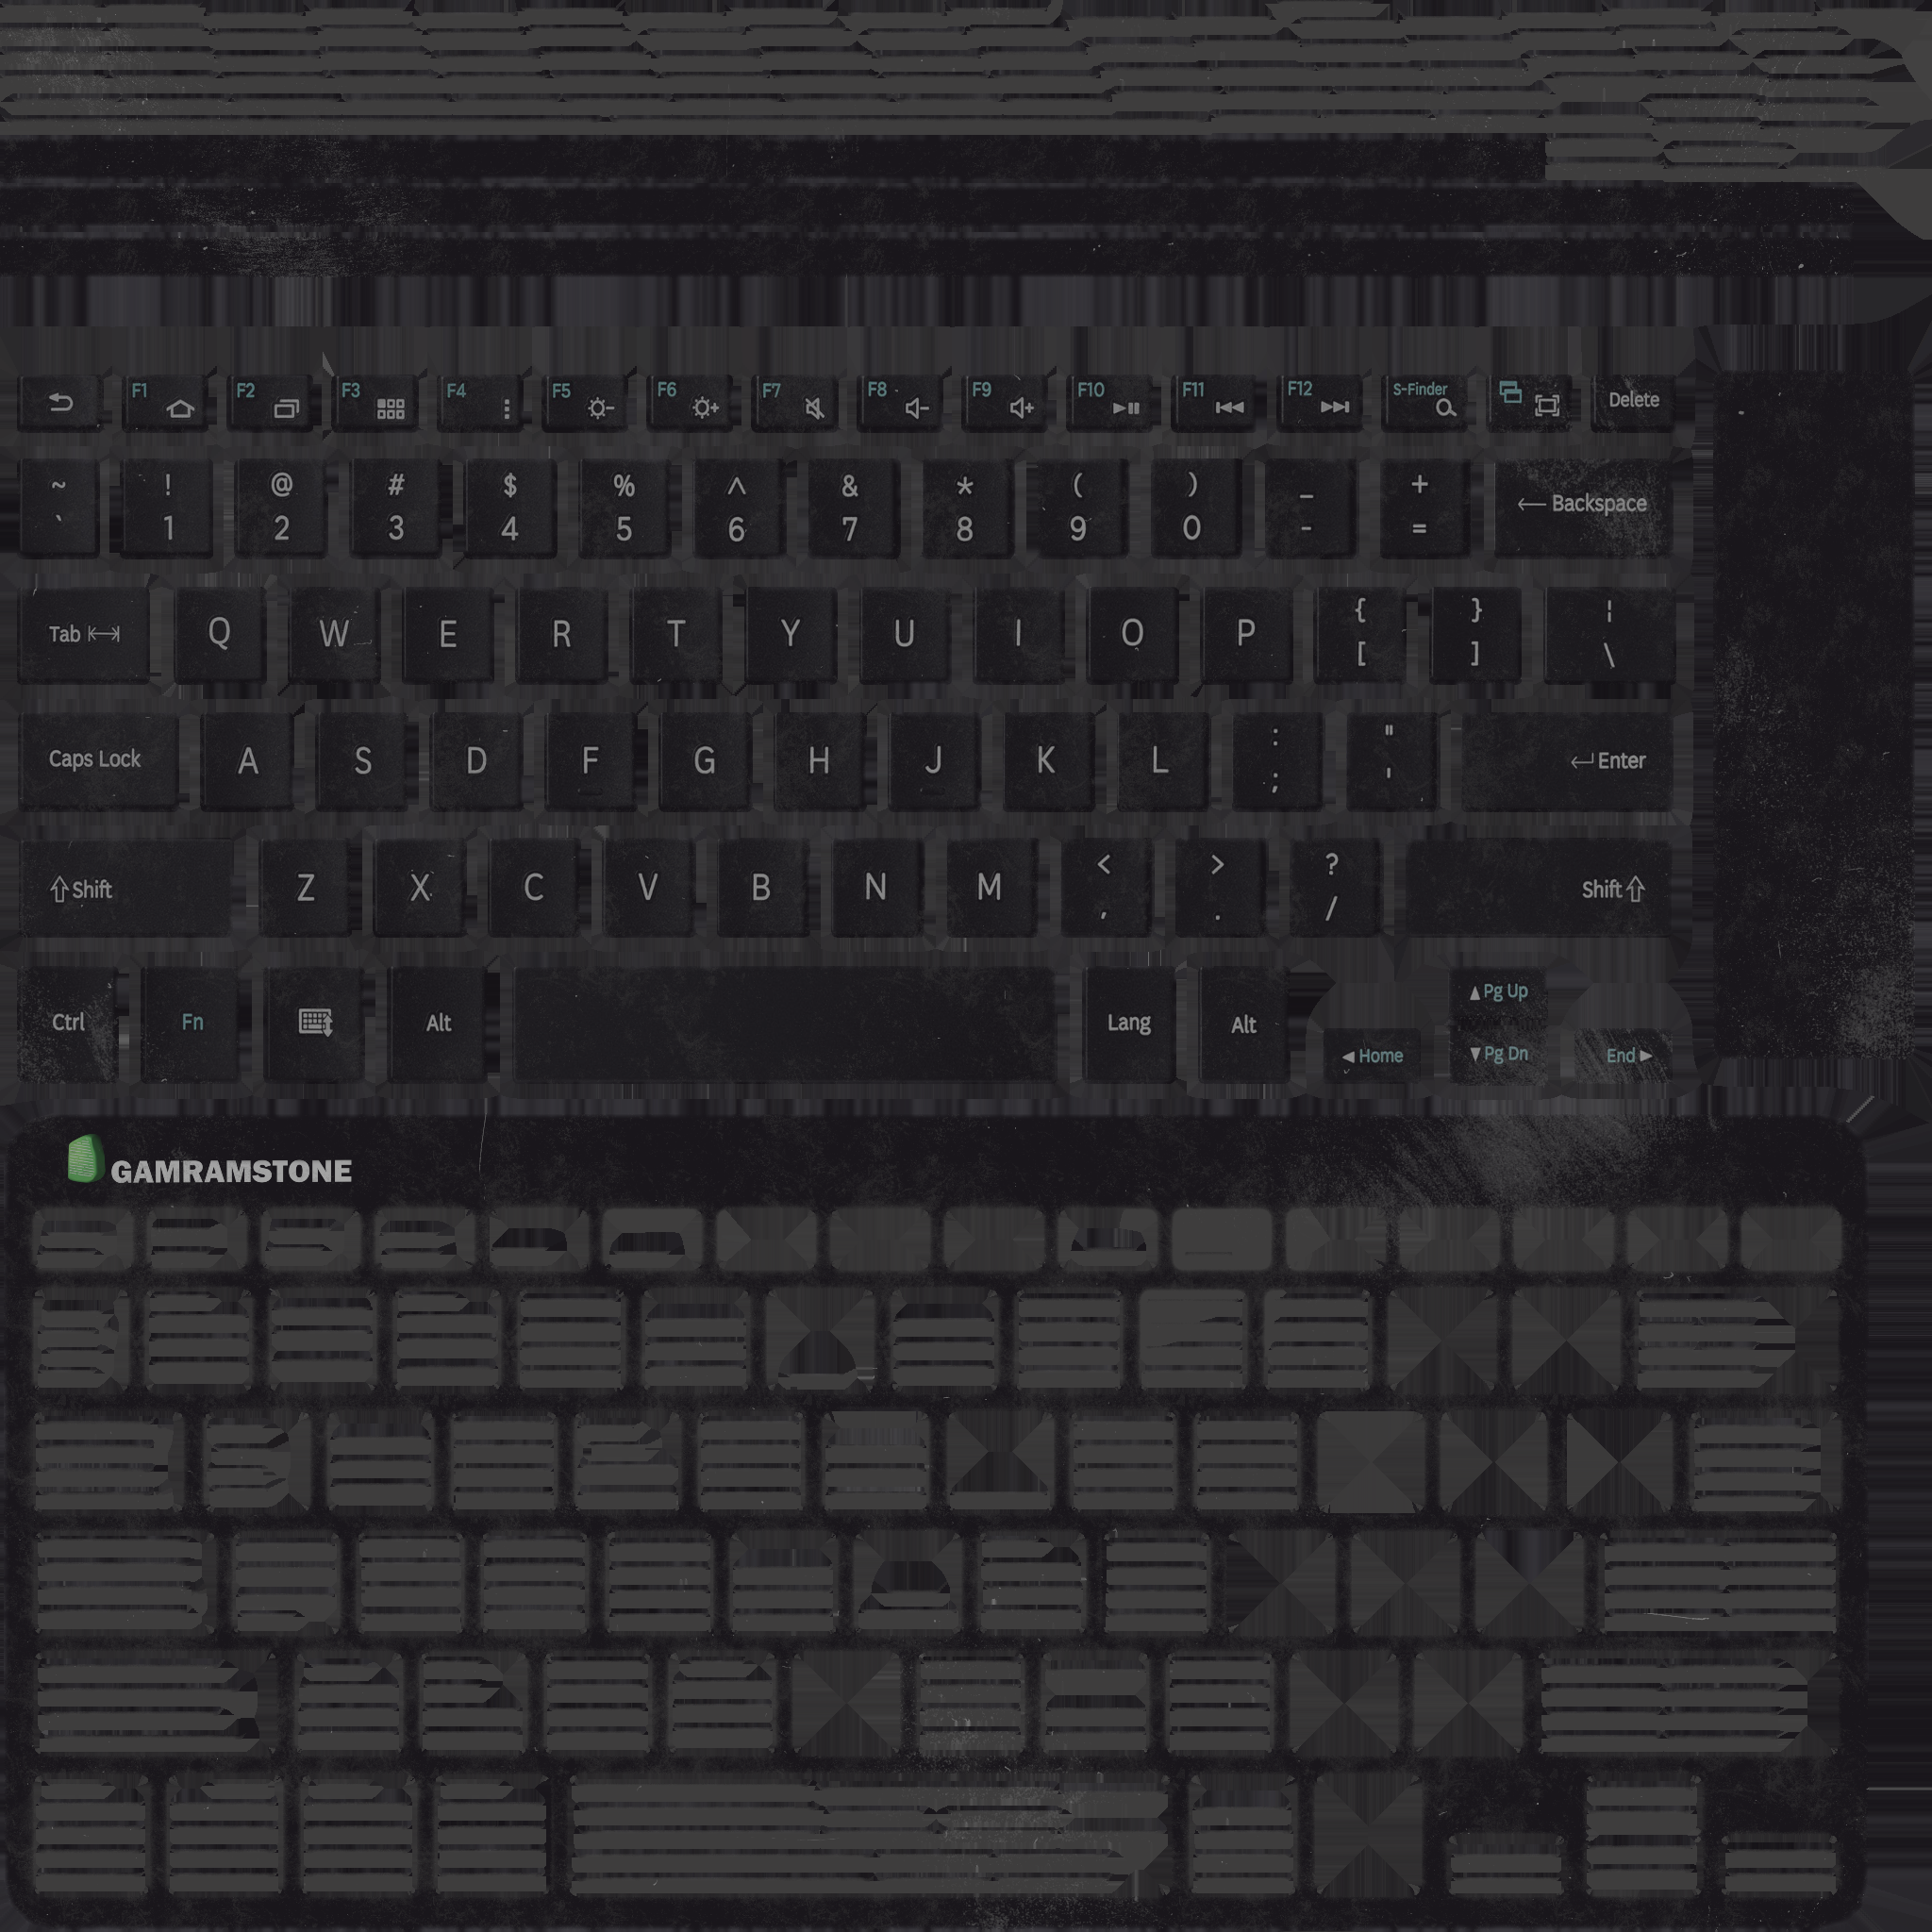 F1 F2 F3 F4 F5 F6 F7 F8 F9 F10 F11 F12 S-Finder Delete
~ ! @ # $ % ^ & * ( ) _ +
` 1 2 3 4 5 6 7 8 9 0 - = ← Backspace
Tab Q W E R T Y U I O P { [ } ] ¦ \
Caps Lock A S D F G H J K L : ; " ' Enter
Shift Z X C V B N M < , > . ? / Shift
Ctrl Fn Alt Lang Alt ◀ Home ▲ Pg Up ▼ Pg Dn End ▶
GAMRAMSTONE